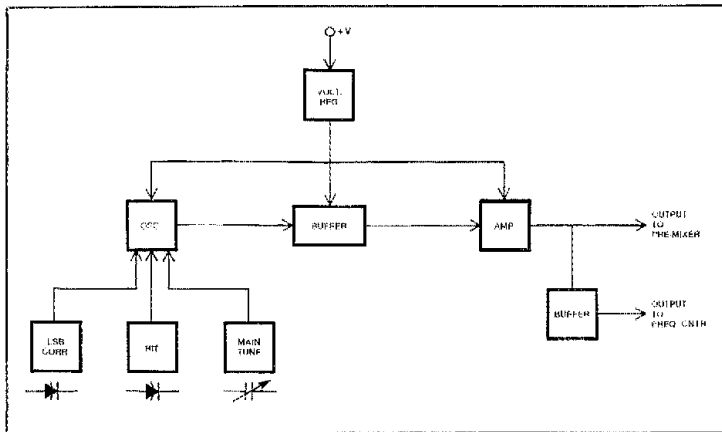 +V
VOLT.
REG
OSC
BUFFER
AMP
OUTPUT
TO
PRE-MIXER
LSB
CORR
RIT
MAIN
TUNE
BUFFER
OUTPUT
TO
FREQ CNTR